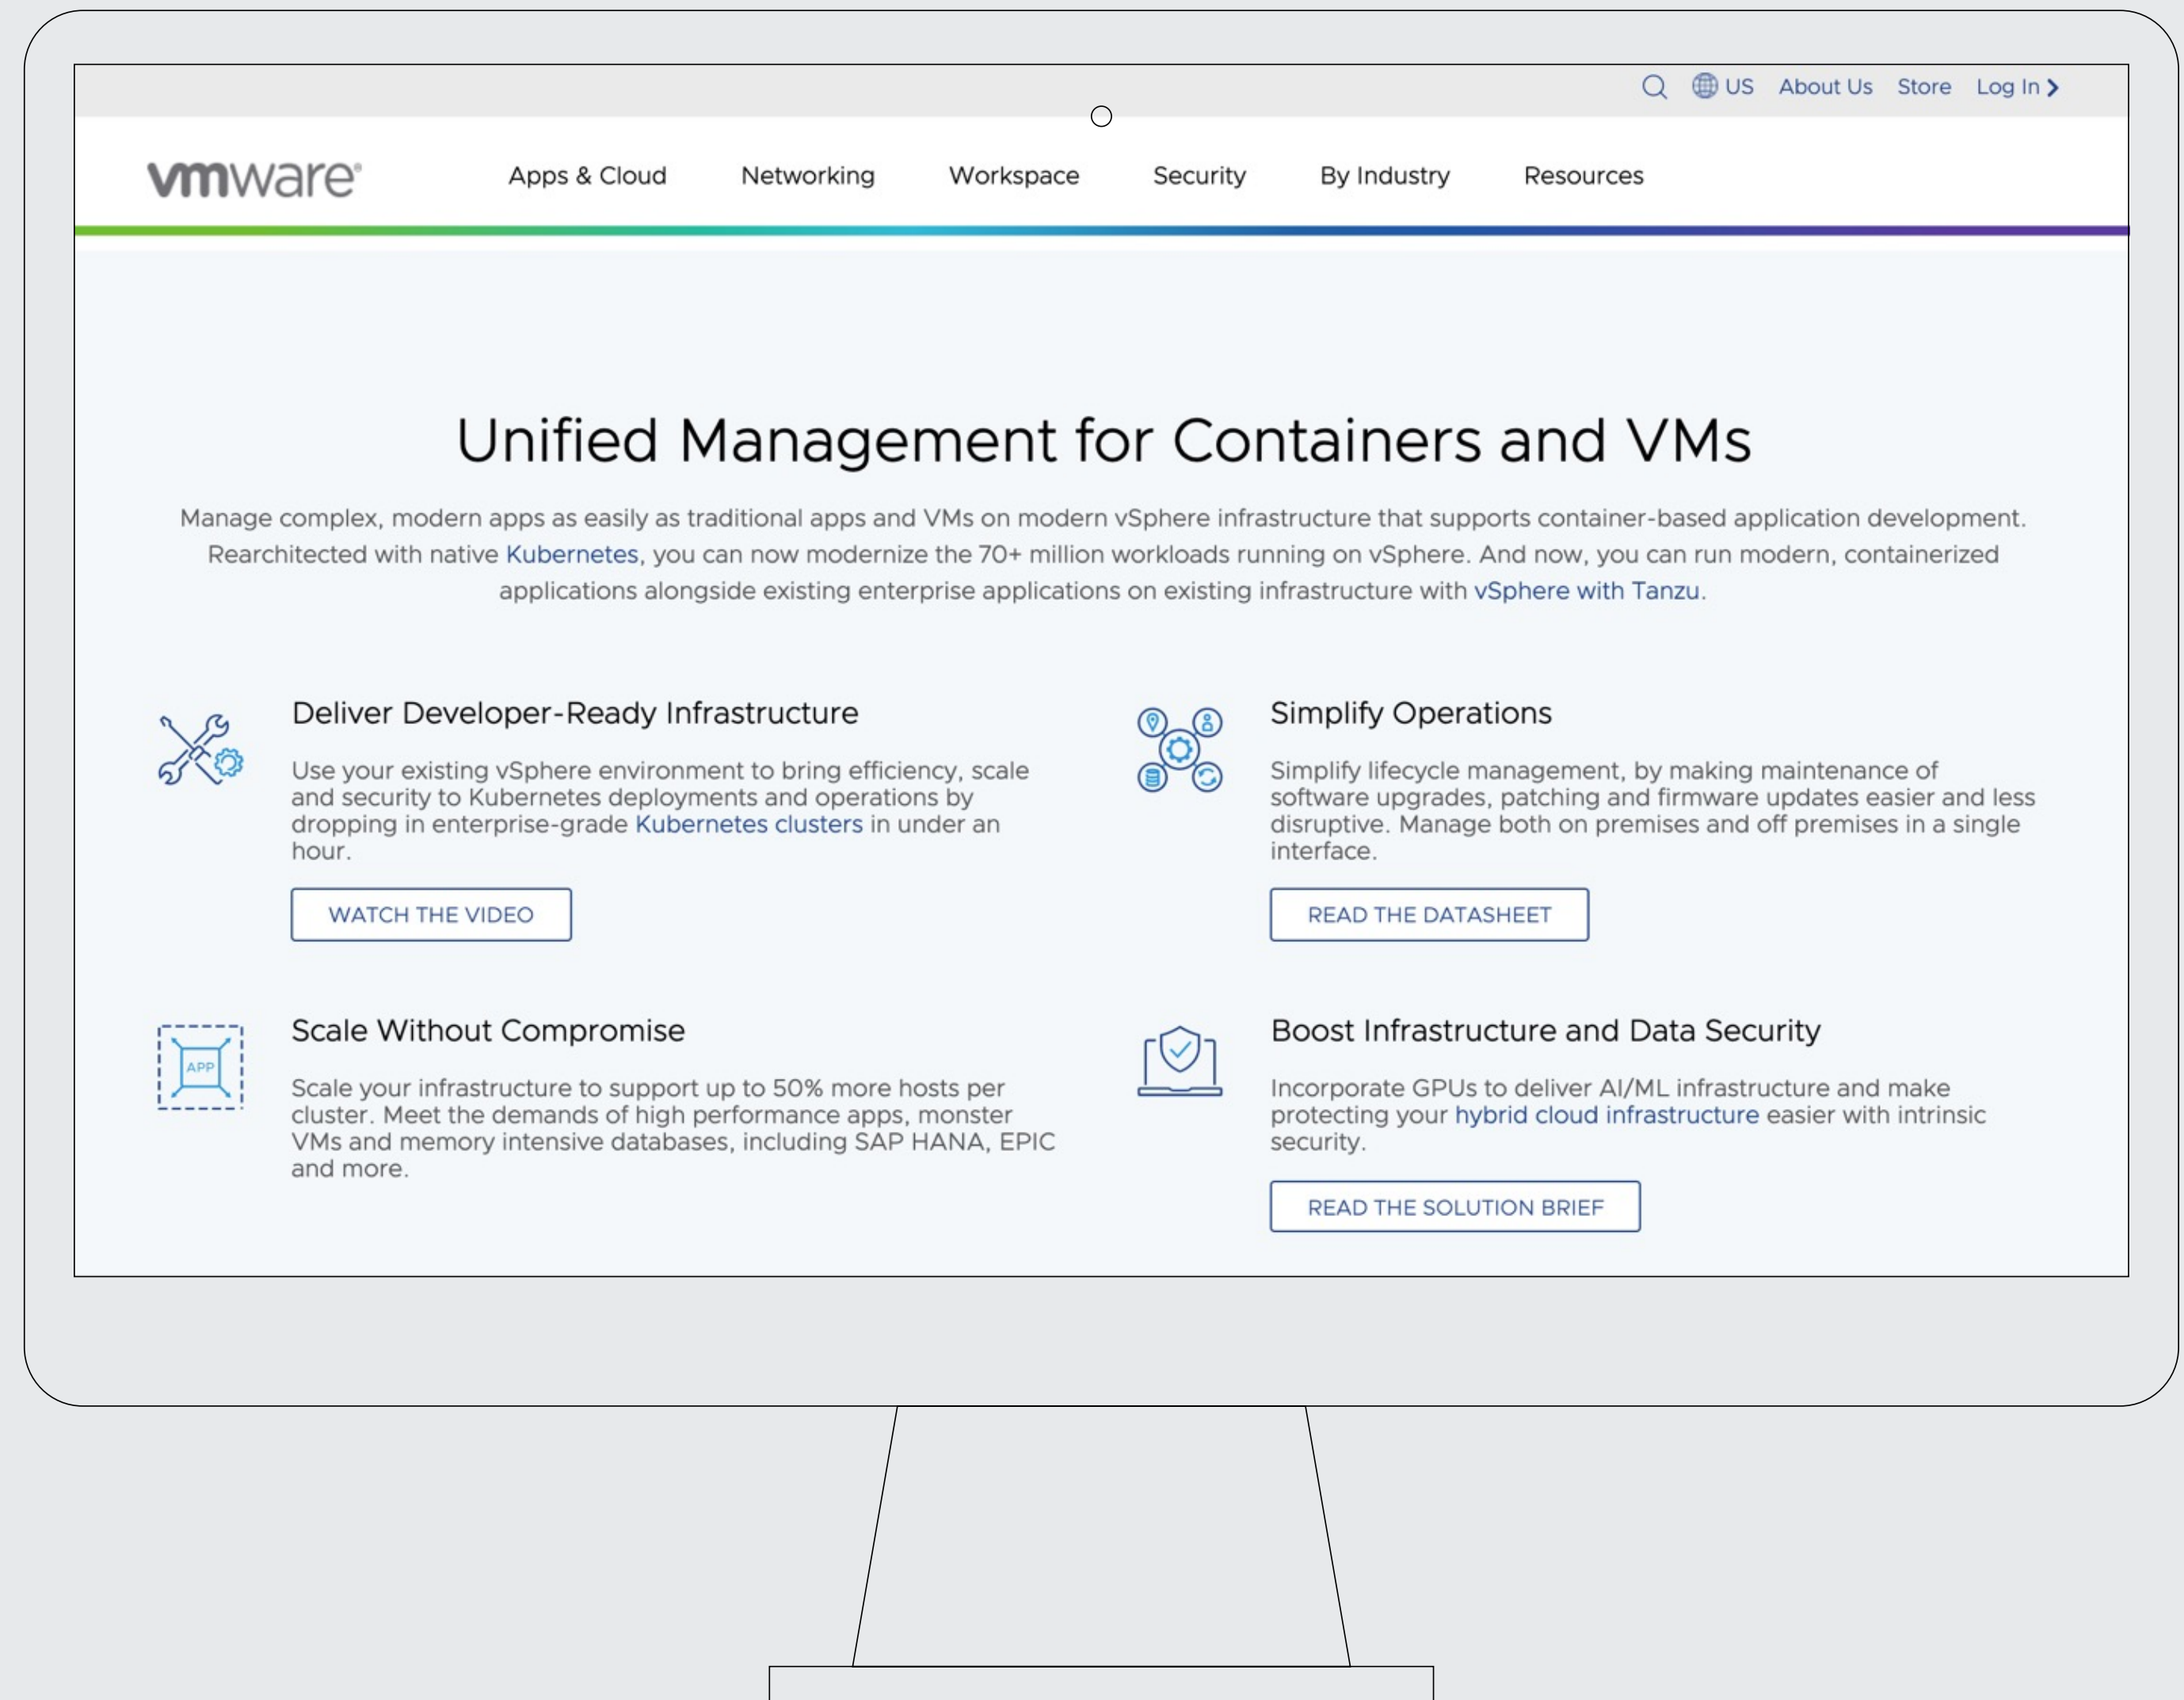 US About Us Store Log In
vmware®
Apps & Cloud Networking Workspace Security By Industry Resources
Unified Management for Containers and VMs
Manage complex, modern apps as easily as traditional apps and VMs on modern vSphere infrastructure that supports container-based application development.
Rearchitected with native Kubernetes, you can now modernize the 70+ million workloads running on vSphere. And now, you can run modern, containerized
applications alongside existing enterprise applications on existing infrastructure with vSphere with Tanzu.
Deliver Developer-Ready Infrastructure
Use your existing vSphere environment to bring efficiency, scale
and security to Kubernetes deployments and operations by
dropping in enterprise-grade Kubernetes clusters in under an
hour.
WATCH THE VIDEO
Simplify Operations
Simplify lifecycle management, by making maintenance of
software upgrades, patching and firmware updates easier and less
disruptive. Manage both on premises and off premises in a single
interface.
READ THE DATASHEET
APP
Scale Without Compromise
Scale your infrastructure to support up to 50% more hosts per
cluster. Meet the demands of high performance apps, monster
VMs and memory intensive databases, including SAP HANA, EPIC
and more.
Boost Infrastructure and Data Security
Incorporate GPUs to deliver AI/ML infrastructure and make
protecting your hybrid cloud infrastructure easier with intrinsic
security.
READ THE SOLUTION BRIEF